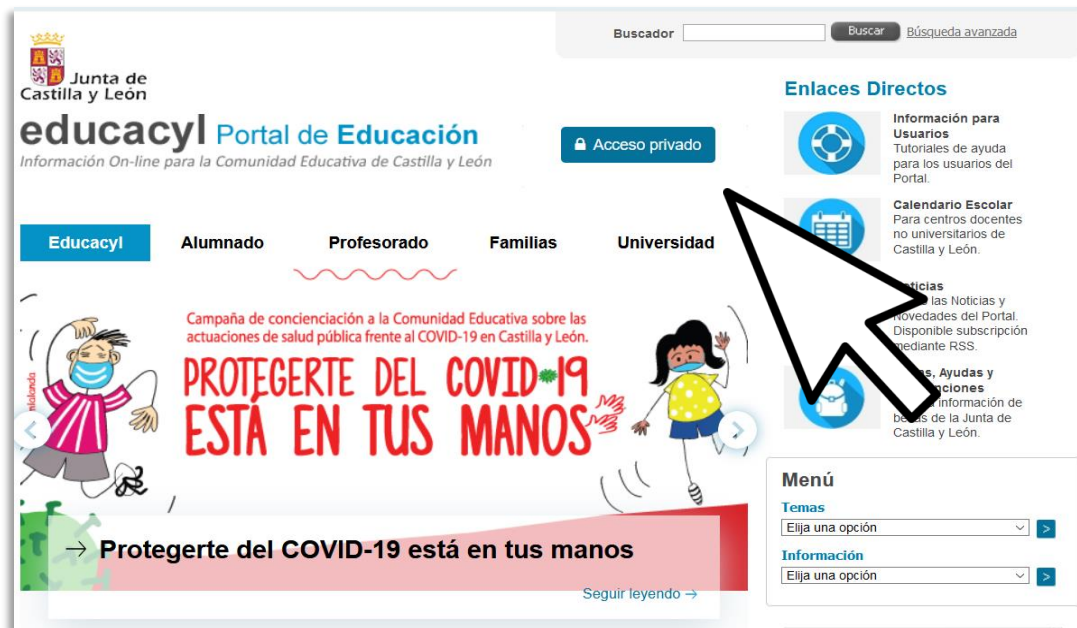 Buscador
Buscar
Búsqueda avanzada
Junta de
Castilla y León
educacyl Portal de Educación
Información On-line para la Comunidad Educativa de Castilla y León
Acceso privado
Educacyl
Alumnado
Profesorado
Familias
Universidad
Campaña de concienciación a la Comunidad Educativa sobre las
actuaciones de salud pública frente al COVID-19 en Castilla y León.
PROTEGERTE DEL COVID-19
ESTÁ EN TUS MANOS
→ Protegerte del COVID-19 está en tus manos
Seguir leyendo →
Enlaces Directos
Información para
Usuarios
Tutoriales de ayuda
para los usuarios del
Portal.
Calendario Escolar
Para centros docentes
no universitarios de
Castilla y León.
las Noticias y
Novedades del Portal.
Disponible subscripción
mediante RSS.
Ayudas y
información de
de la Junta de
Castilla y León.
Menú
Temas
Elija una opción
>
Información
Elija una opción
>